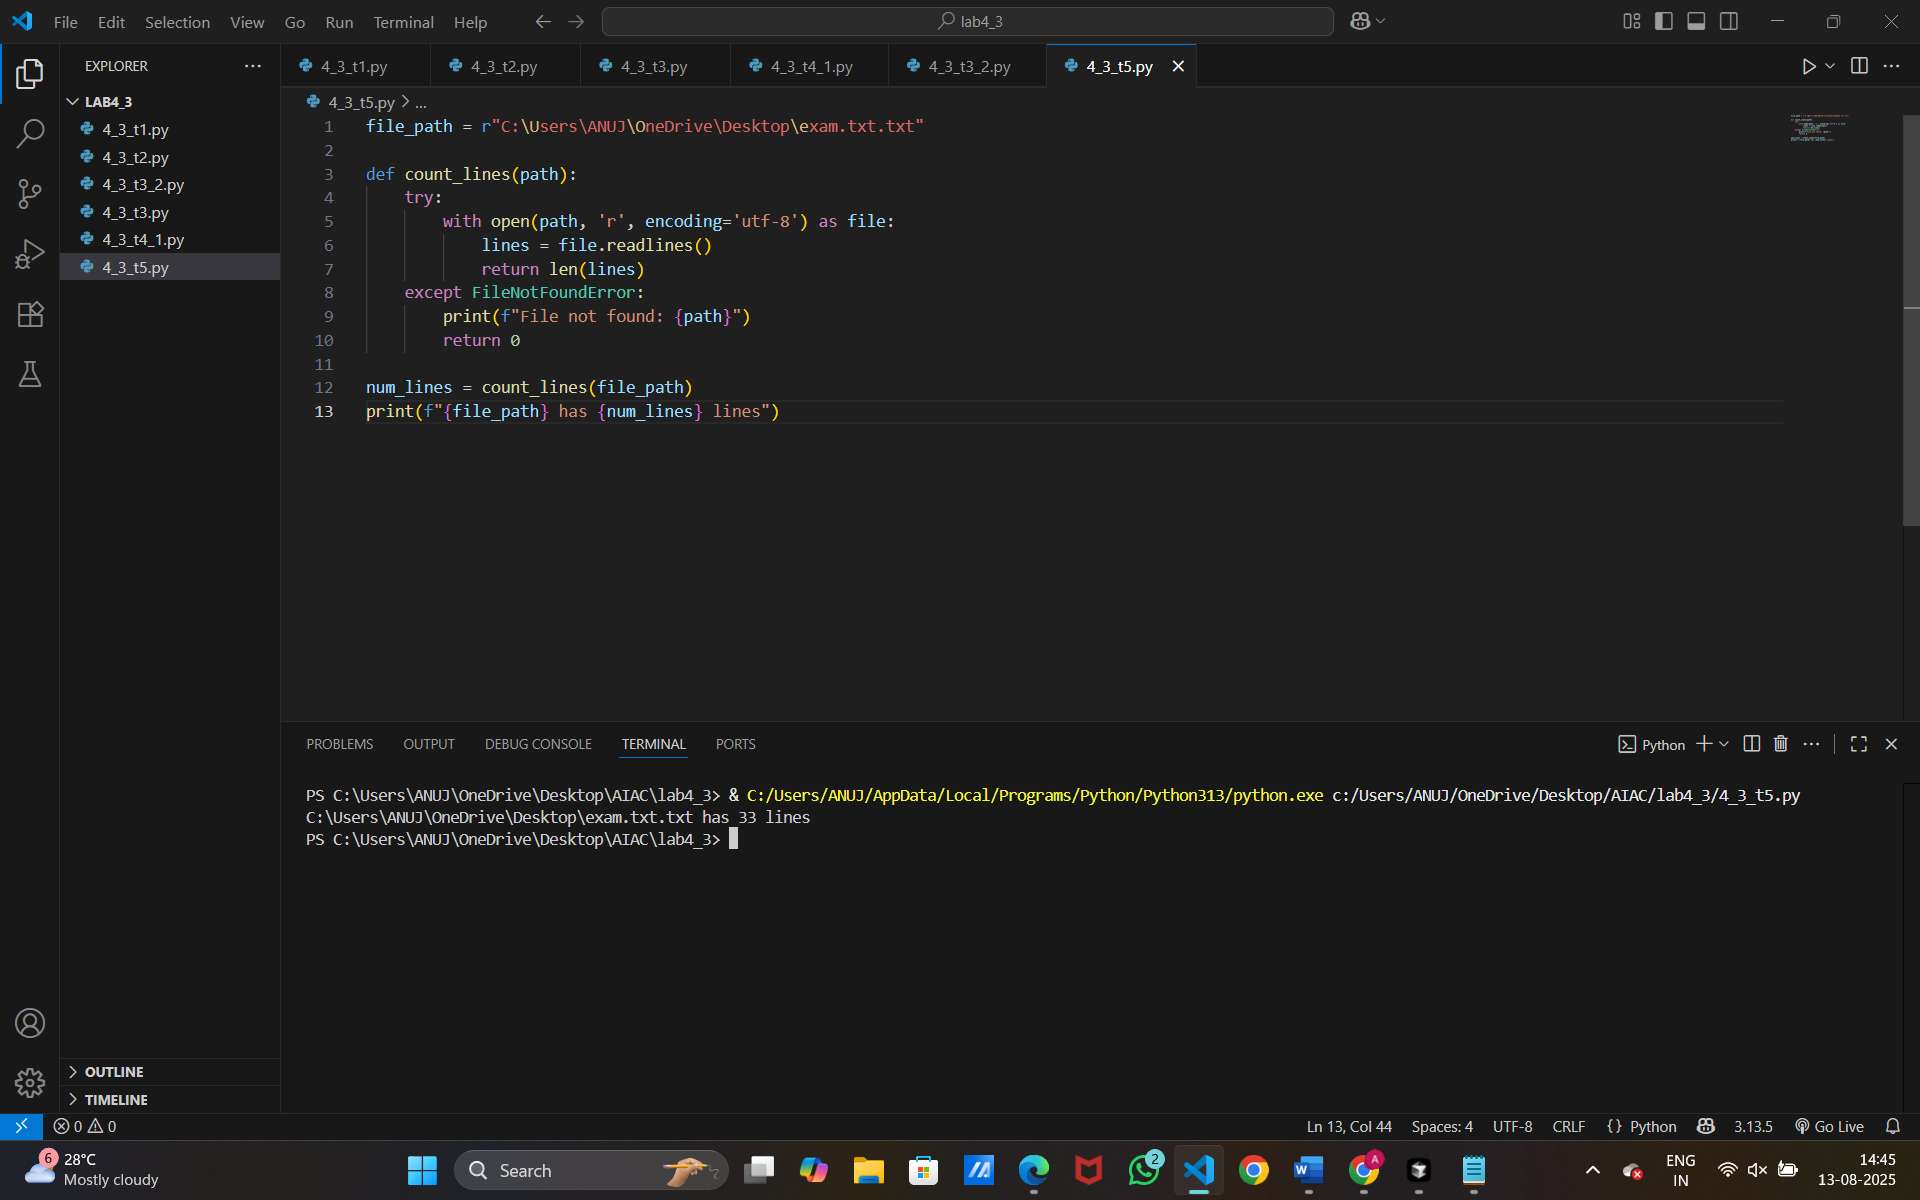 File Edit Selection View Go Run Terminal Help
lab4_3
EXPLORER
LAB4_3
4_3_t1.py
4_3_t2.py
4_3_t3_2.py
4_3_t3.py
4_3_t4_1.py
4_3_t5.py
4_3_t1.py 4_3_t2.py 4_3_t3.py 4_3_t4_1.py 4_3_t3_2.py 4_3_t5.py
4_3_t5.py > ...
1 file_path = r"C:\Users\ANUJ\OneDrive\Desktop\exam.txt.txt"
2
3 def count_lines(path):
4 try:
5 with open(path, 'r', encoding='utf-8') as file:
6 lines = file.readlines()
7 return len(lines)
8 except FileNotFoundError:
9 print(f"File not found: {path}")
10 return 0
11
12 num_lines = count_lines(file_path)
13 print(f"{file_path} has {num_lines} lines")
PROBLEMS OUTPUT DEBUG CONSOLE TERMINAL PORTS
Python
PS C:\Users\ANUJ\OneDrive\Desktop\AIAC\lab4_3> & C:/Users/ANUJ/AppData/Local/Programs/Python/Python313/python.exe c:/Users/ANUJ/OneDrive/Desktop/AIAC/lab4_3/4_3_t5.py
C:\Users\ANUJ\OneDrive\Desktop\exam.txt.txt has 33 lines
PS C:\Users\ANUJ\OneDrive\Desktop\AIAC\lab4_3>
OUTLINE
TIMELINE
0 0
Ln 13, Col 44 Spaces: 4 UTF-8 CRLF {} Python 3.13.5 Go Live
6
28°C
Mostly cloudy
Search
2
A
ENG
IN
14:45
13-08-2025